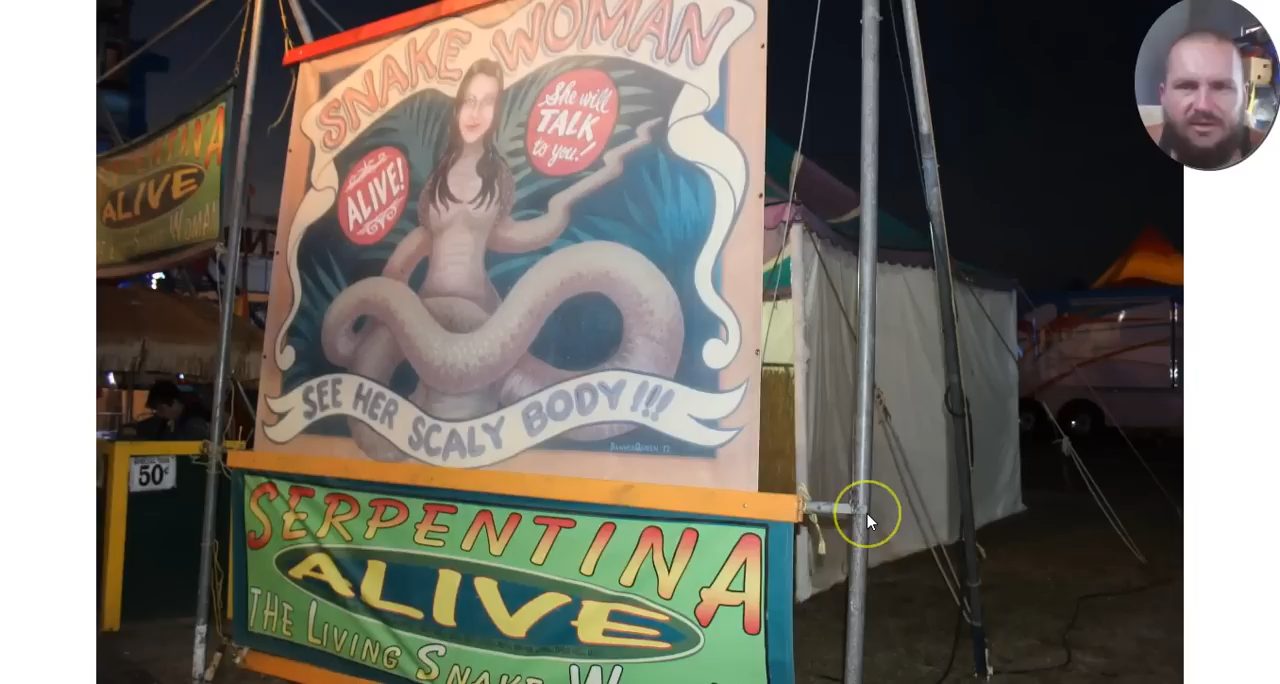 SNAKE WOMAN
She will
TALK
to you!
ALIVE!
SEE HER SCALY BODY!!!
SERPENTINA
ALIVE
THE LIVING SNAKE
ALIVE
WOMAN
50¢